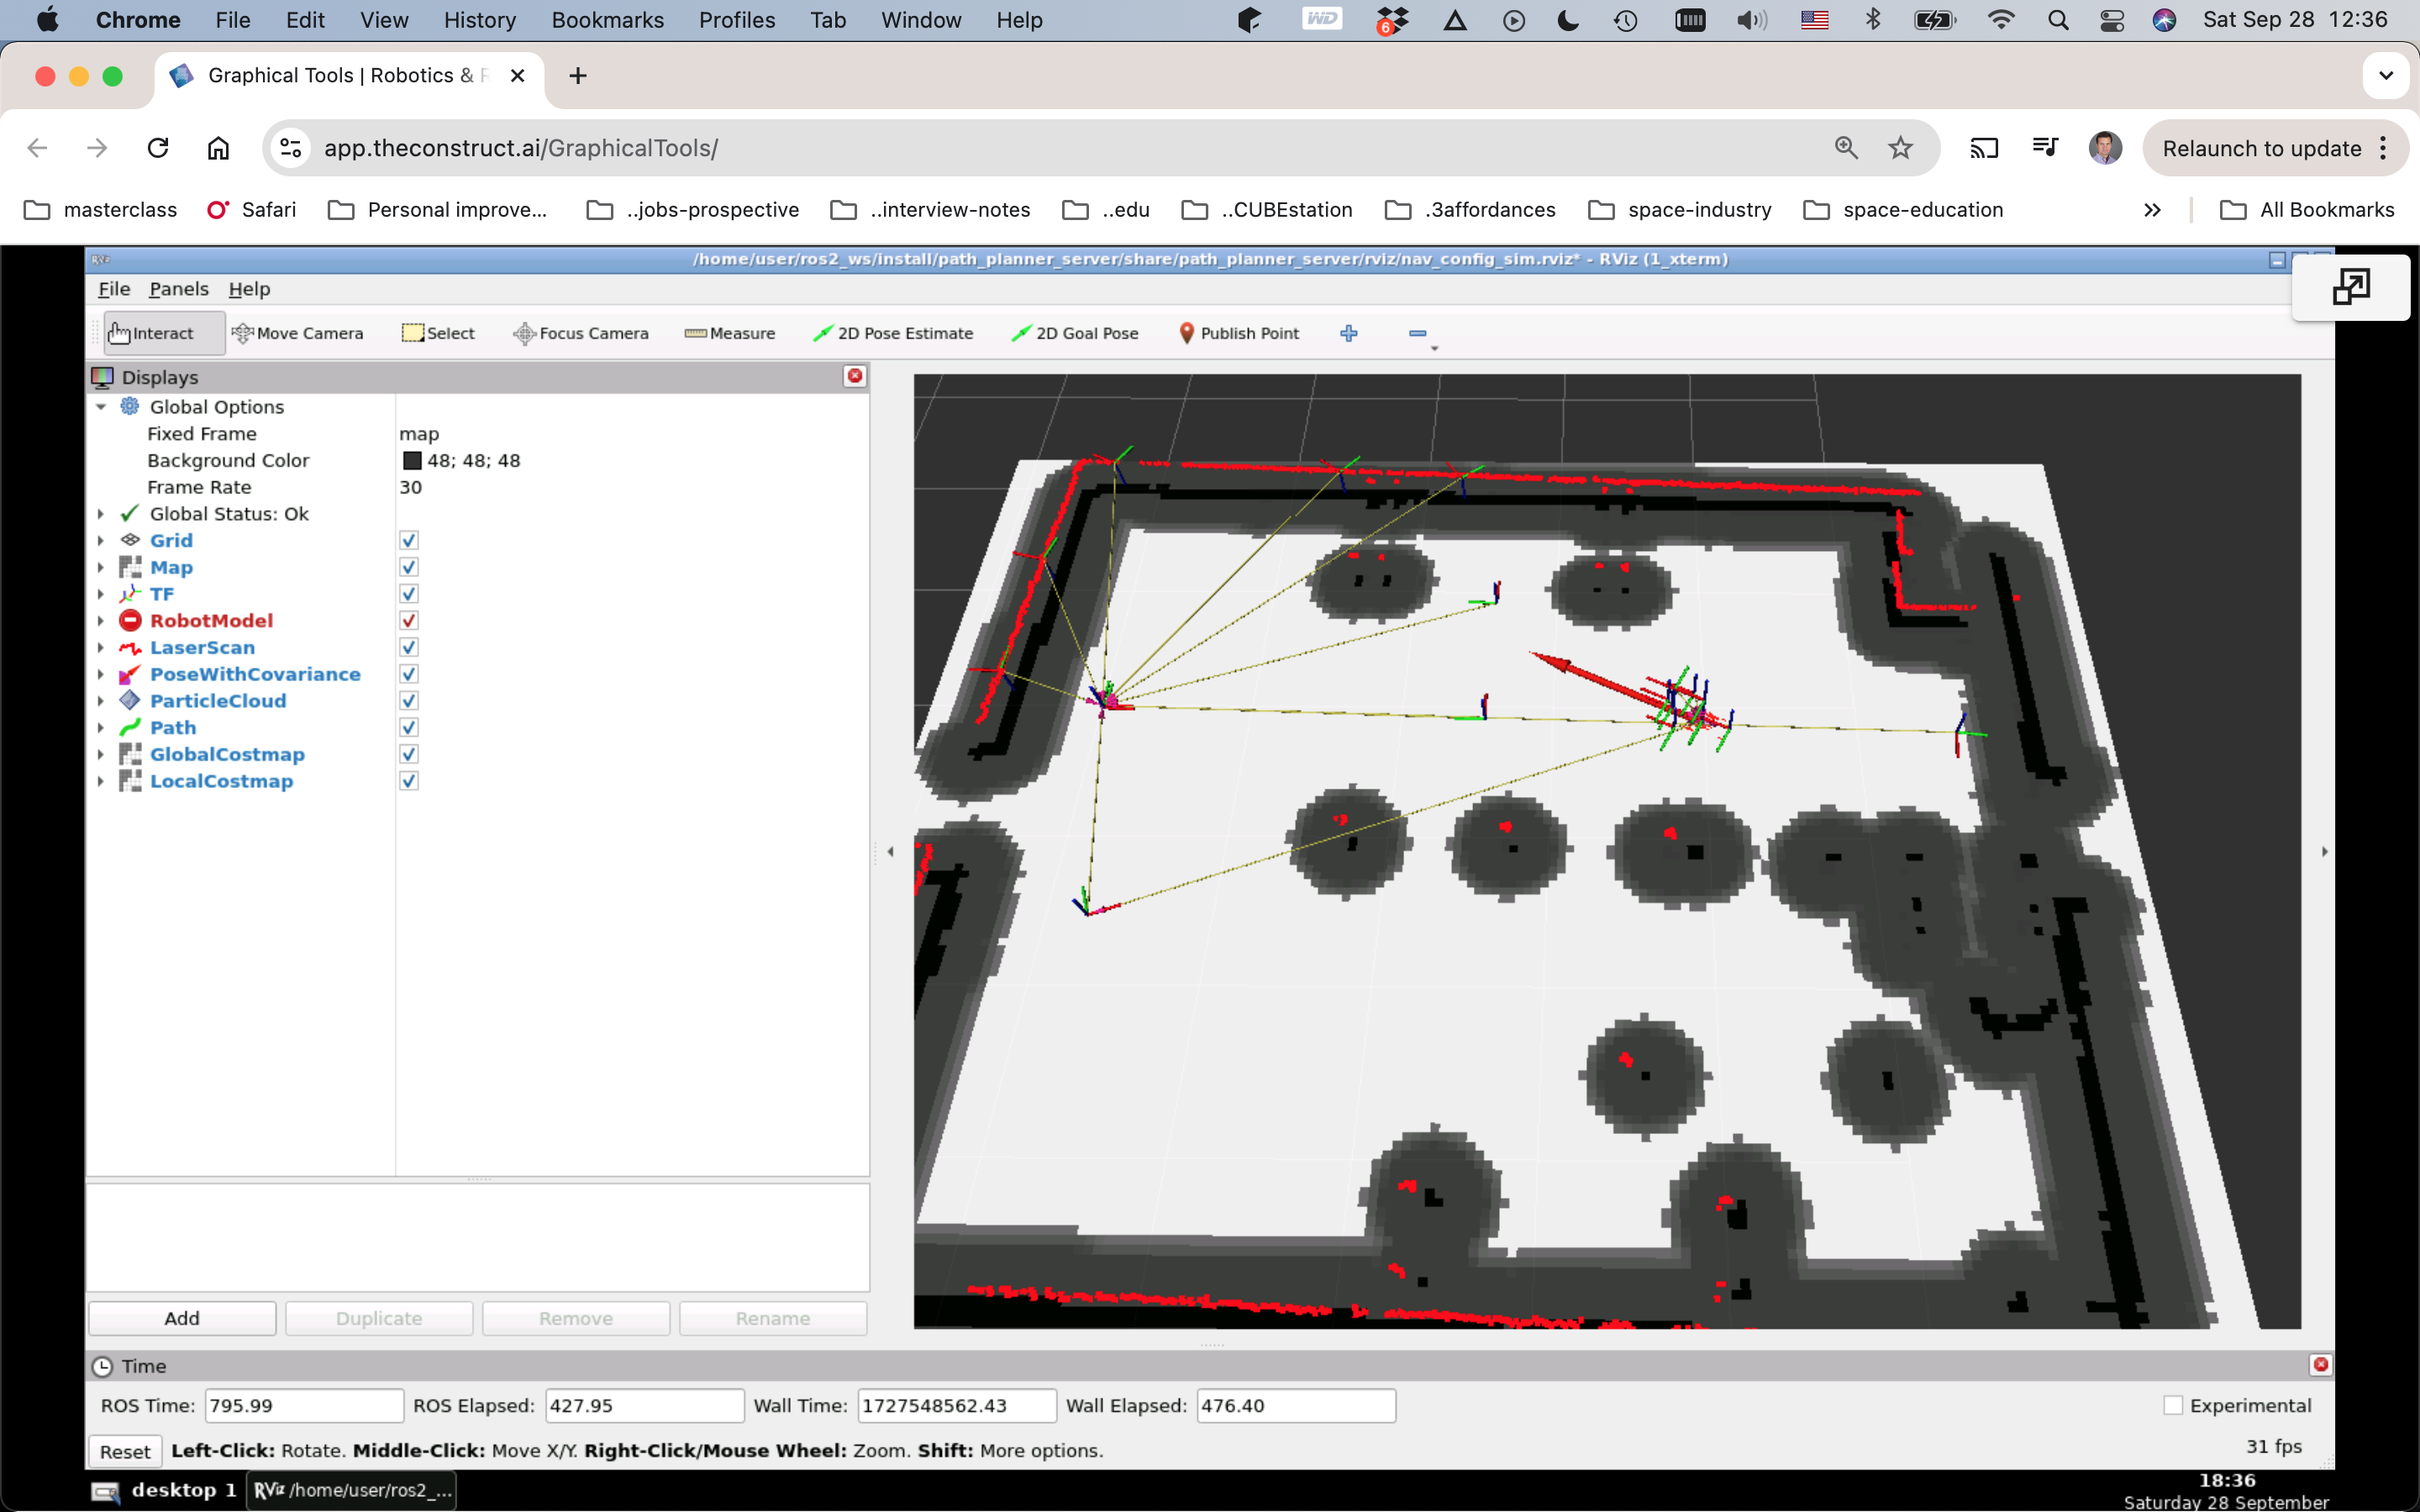 Chrome File Edit View History Bookmarks Profiles Tab Window Help WD 6 Sat Sep 28 12:36
Graphical Tools | Robotics & R
app.theconstruct.ai/GraphicalTools/ Relaunch to update
masterclass Safari Personal improve... ..jobs-prospective ..interview-notes ..edu ..CUBEstation .3affordances space-industry space-education All Bookmarks
RViz /home/user/ros2_ws/install/path_planner_server/share/path_planner_server/rviz/nav_config_sim.rviz* - RViz (1_xterm)
File Panels Help
Interact Move Camera Select Focus Camera Measure 2D Pose Estimate 2D Goal Pose Publish Point
Displays
Global Options
Fixed Frame map
Background Color 48; 48; 48
Frame Rate 30
Global Status: Ok
Grid
Map
TF
RobotModel
LaserScan
PoseWithCovariance
ParticleCloud
Path
GlobalCostmap
LocalCostmap
Add Duplicate Remove Rename
Time
ROS Time: 795.99 ROS Elapsed: 427.95 Wall Time: 1727548562.43 Wall Elapsed: 476.40 Experimental
Reset Left-Click: Rotate. Middle-Click: Move X/Y. Right-Click/Mouse Wheel: Zoom. Shift: More options. 31 fps
desktop 1 RViz /home/user/ros2_... 18:36
Saturday 28 September